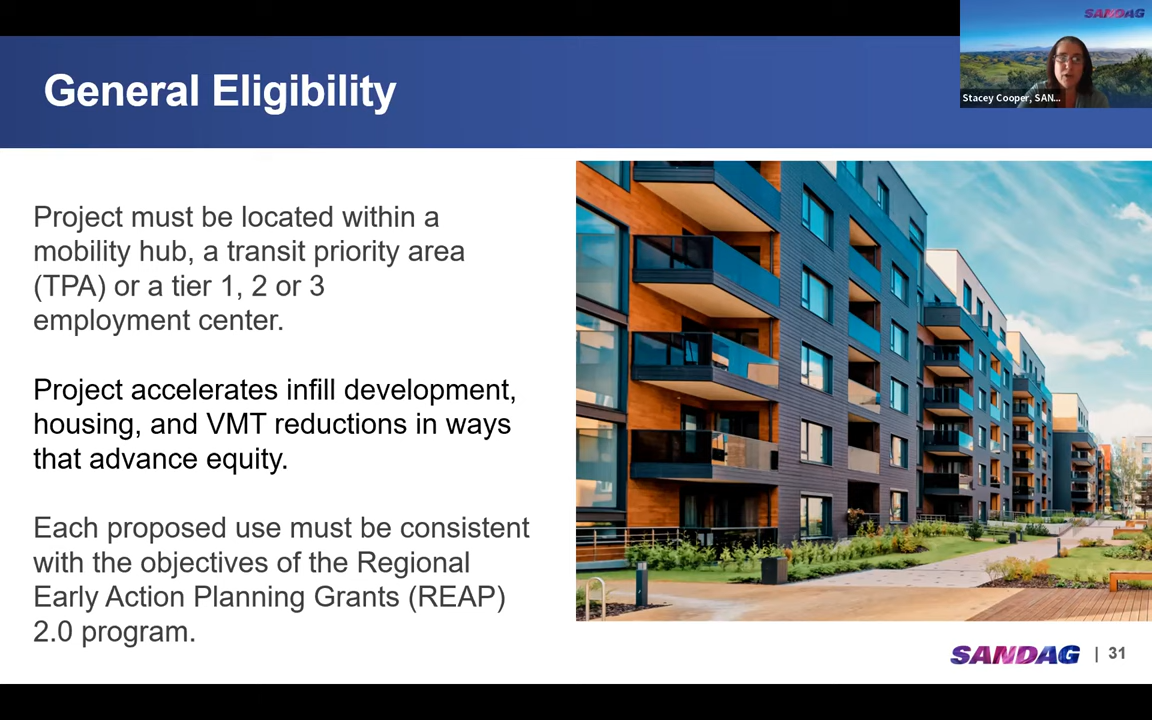 SANDAG
General Eligibility
Stacey Cooper, SAN...
Project must be located within a
mobility hub, a transit priority area
(TPA) or a tier 1, 2 or 3
employment center.
Project accelerates infill development,
housing, and VMT reductions in ways
that advance equity.
Each proposed use must be consistent
with the objectives of the Regional
Early Action Planning Grants (REAP)
2.0 program.
SANDAG | 31